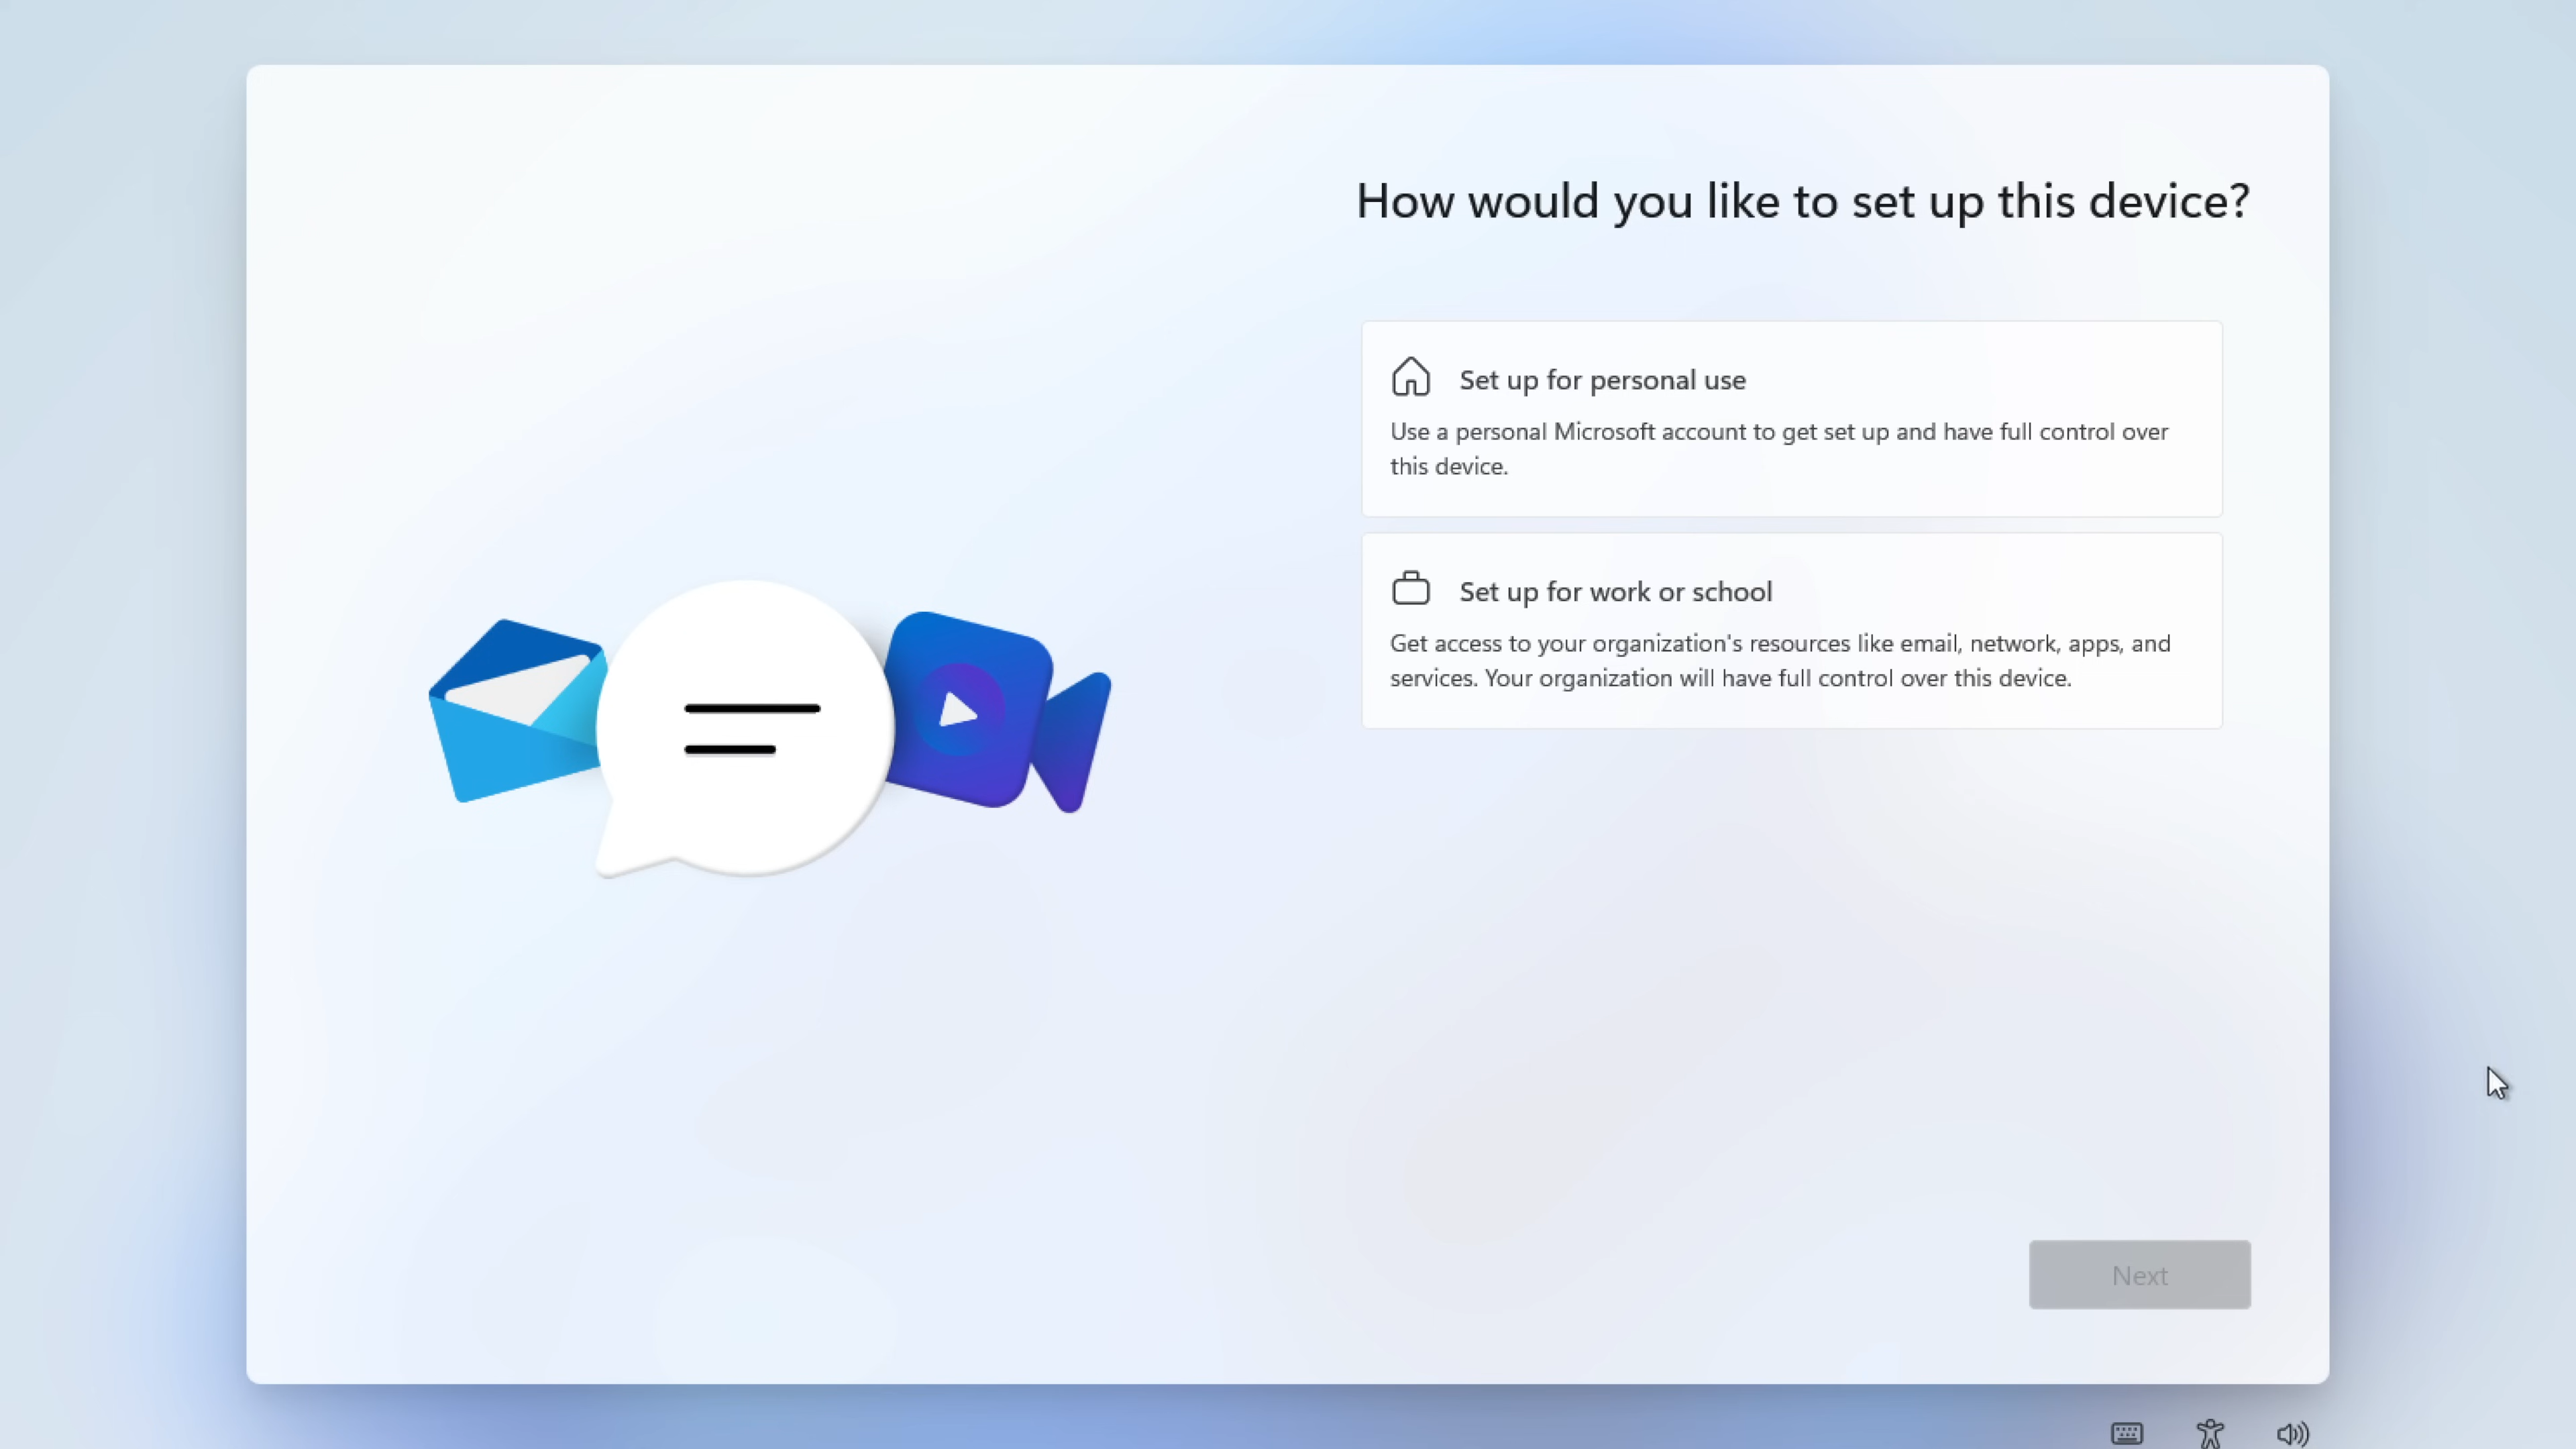 How would you like to set up this device?
Set up for personal use
Use a personal Microsoft account to get set up and have full control over
this device.
Set up for work or school
Get access to your organization's resources like email, network, apps, and
services. Your organization will have full control over this device.
Next